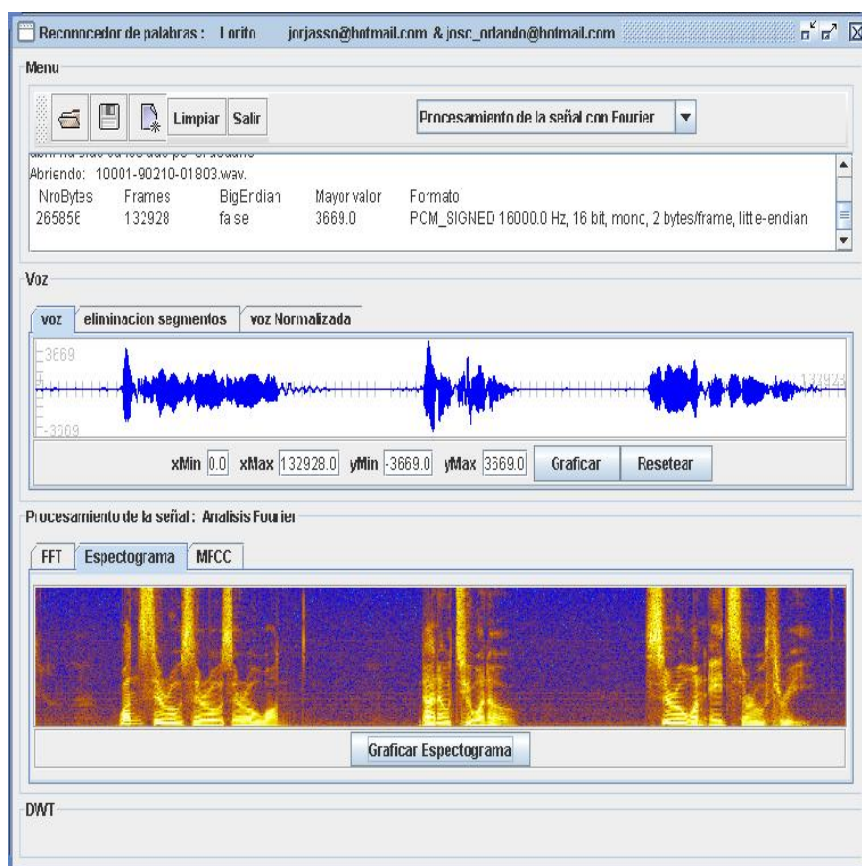 Reconocedor de palabras : Lorito jorjasso@hotmail.com & jose_orlando@hotmail.com
Menu
Limpiar Salir Procesamiento de la señal con Fourier
Abriendo: 10001-90210-01803.wav.
NroBytes Frames BigEndian Mayor valor Formato
265856 132928 false 3669.0 PCM_SIGNED 16000.0 Hz, 16 bit, mono, 2 bytes/frame, little-endian
Voz
voz eliminacion segmentos voz Normalizada
3669
132923
-3669
xMin 0.0 xMax 132928.0 yMin -3669.0 yMax 3669.0 Graficar Resetear
Procesamiento de la señal : Analisis Fourier
FFT Espectograma MFCC
Graficar Espectograma
DWT